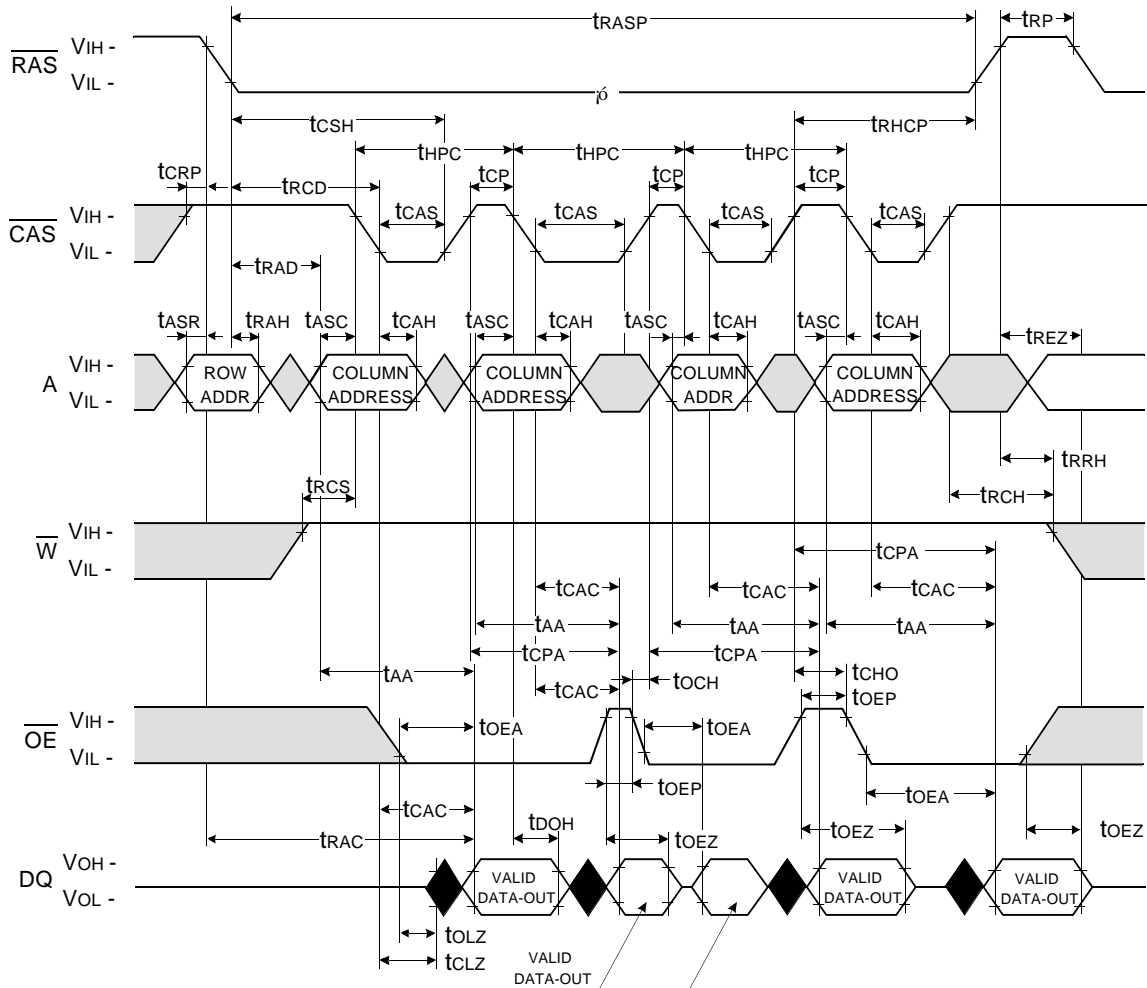 tRASP
tRP
RAS
VIH -
VIL -
¡ó
tCSH
tRHCP
tHPC
tHPC
tHPC
tCRP
tRCD
tCP
tCP
tCP
CAS
VIH -
VIL -
tCAS
tCAS
tCAS
tCAS
tRAD
tASR
tRAH
tASC
tCAH
tASC
tCAH
tASC
tCAH
tASC
tCAH
tREZ
A
VIH -
VIL -
ROW
ADDR
COLUMN
ADDRESS
COLUMN
ADDRESS
COLUMN
ADDR
COLUMN
ADDRESS
tRRH
tRCS
tRCH
W
VIH -
VIL -
tCPA
tCAC
tCAC
tCAC
tAA
tAA
tAA
tCPA
tCPA
tAA
tCAC
tOCH
tCHO
tOEP
OE
VIH -
VIL -
tOEA
tOEA
tOEP
tOEA
tCAC
tRAC
tDOH
tOEZ
tOEZ
tOEZ
DQ
VOH -
VOL -
VALID
DATA-OUT
VALID
DATA-OUT
VALID
DATA-OUT
tOLZ
tCLZ
VALID
DATA-OUT